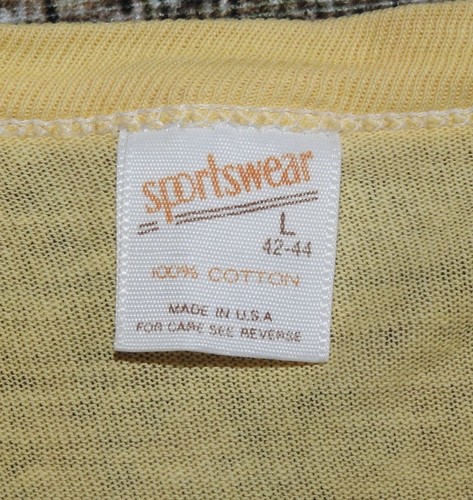 sportswear
L
42-44
100% COTTON
MADE IN U.S.A
FOR CARE SEE REVERSE